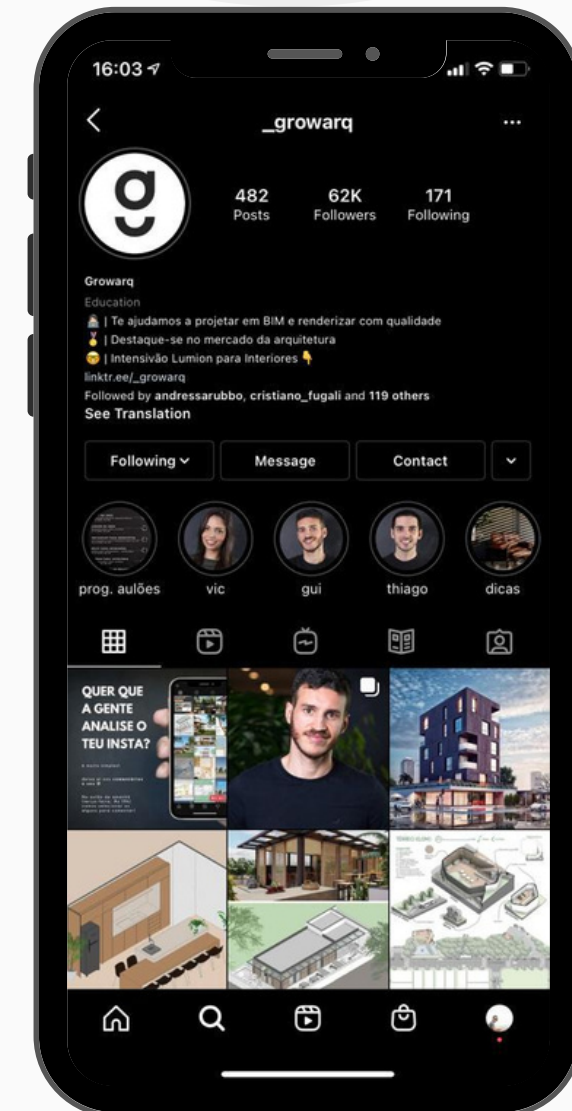 16:03
_growarq
g
482 62K 171
Posts Followers Following
Growarq
Education
| Te ajudamos a projetar em BIM e renderizar com qualidade
| Destaque-se no mercado da arquitetura
| Intensivão Lumion para Interiores
linktr.ee/_growarq
Followed by andressarubbo, cristiano_fugali and 119 others
See Translation
Following Message Contact
prog. aulões vic gui thiago dicas
QUER QUE
A GENTE
ANALISE O
TEU INSTA?